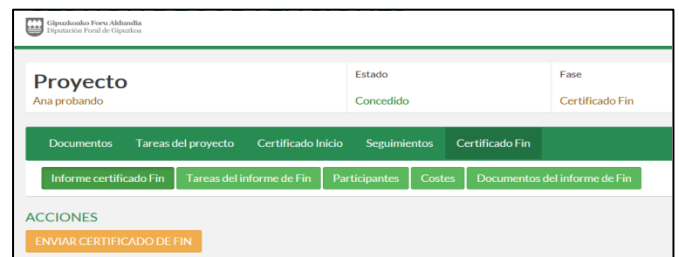 Gipuzkoako Foru Aldundia
Diputación Foral de Gipuzkoa
Proyecto
Ana probando
Estado
Concedido
Fase
Certificado Fin
Documentos Tareas del proyecto Certificado Inicio Seguimientos Certificado Fin
Informe certificado Fin Tareas del informe de Fin Participantes Costes Documentos del informe de Fin
ACCIONES
ENVIAR CERTIFICADO DE FIN